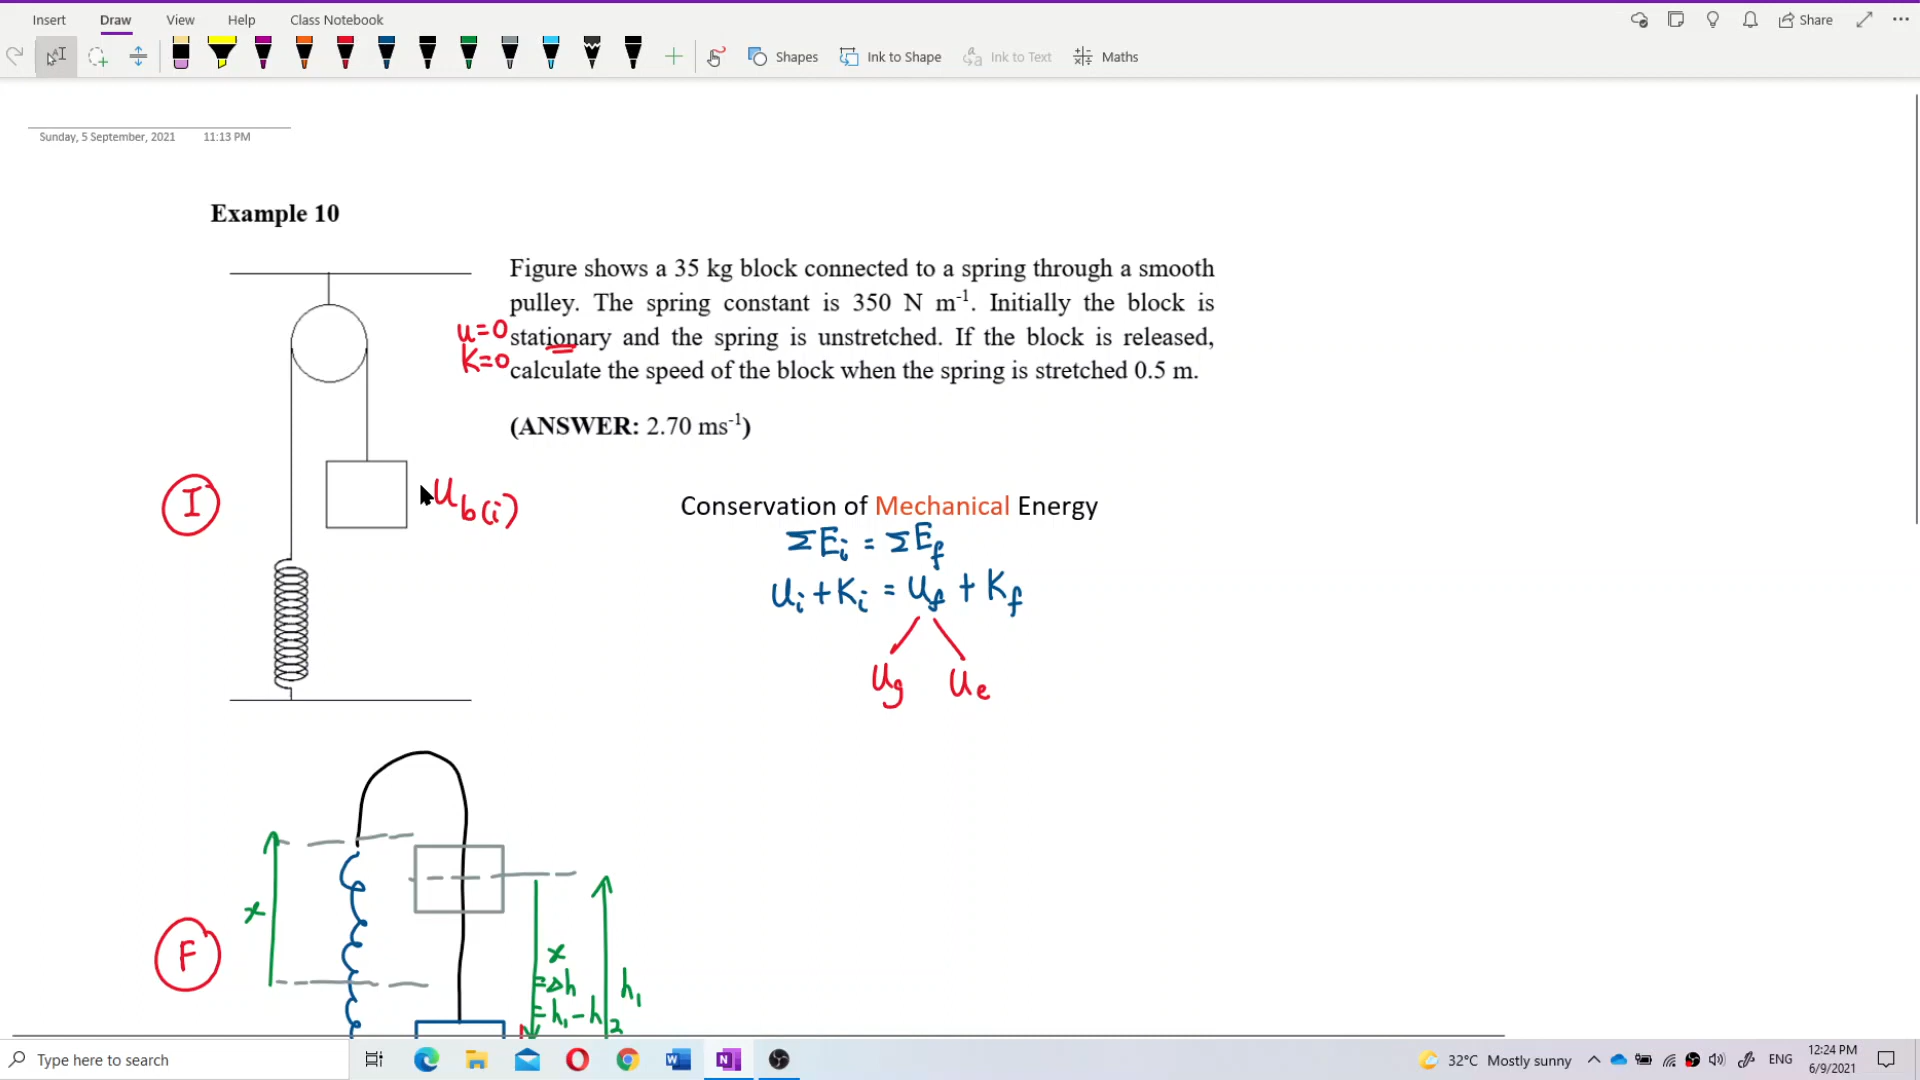 Insert Draw View Help Class Notebook Share
Shapes Ink to Shape Ink to Text Maths
Sunday, 5 September, 2021 11:13 PM
Example 10
Figure shows a 35 kg block connected to a spring through a smooth
pulley. The spring constant is 350 N m⁻¹. Initially the block is
u=0 stationary and the spring is unstretched. If the block is released,
K=0 calculate the speed of the block when the spring is stretched 0.5 m.
(ANSWER: 2.70 ms⁻¹)
I
U b(i)
Conservation of Mechanical Energy
ΣEi = ΣEf
Ui + Ki = Uf + Kf
Ug Ue
x
F
x
= Δh
= h₁ - h₂
h₁
Type here to search
32°C Mostly sunny ENG 12:24 PM
6/9/2021